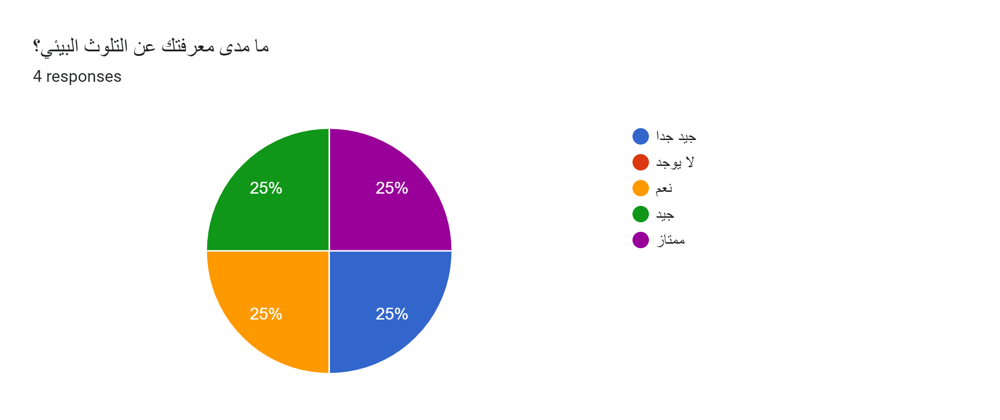 ما مدى معرفتك عن التلوث البيئي؟
4 responses
25%
25%
25%
25%
جيد جدا
لا يوجد
نعم
جيد
ممتاز